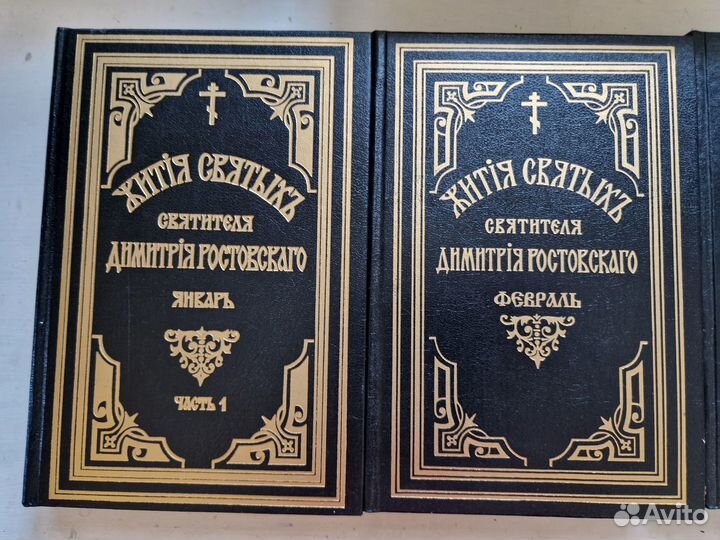 ЖИТІЯ СВЯТЫХЪ
СВЯТИТЕЛЯ
ДИМИТРІЯ РОСТОВСКАГО
ЯНВАРЬ
ЧАСТЬ 1
ЖИТІЯ СВЯТЫХЪ
СВЯТИТЕЛЯ
ДИМИТРІЯ РОСТОВСКАГО
ФЕВРАЛЬ
Avito